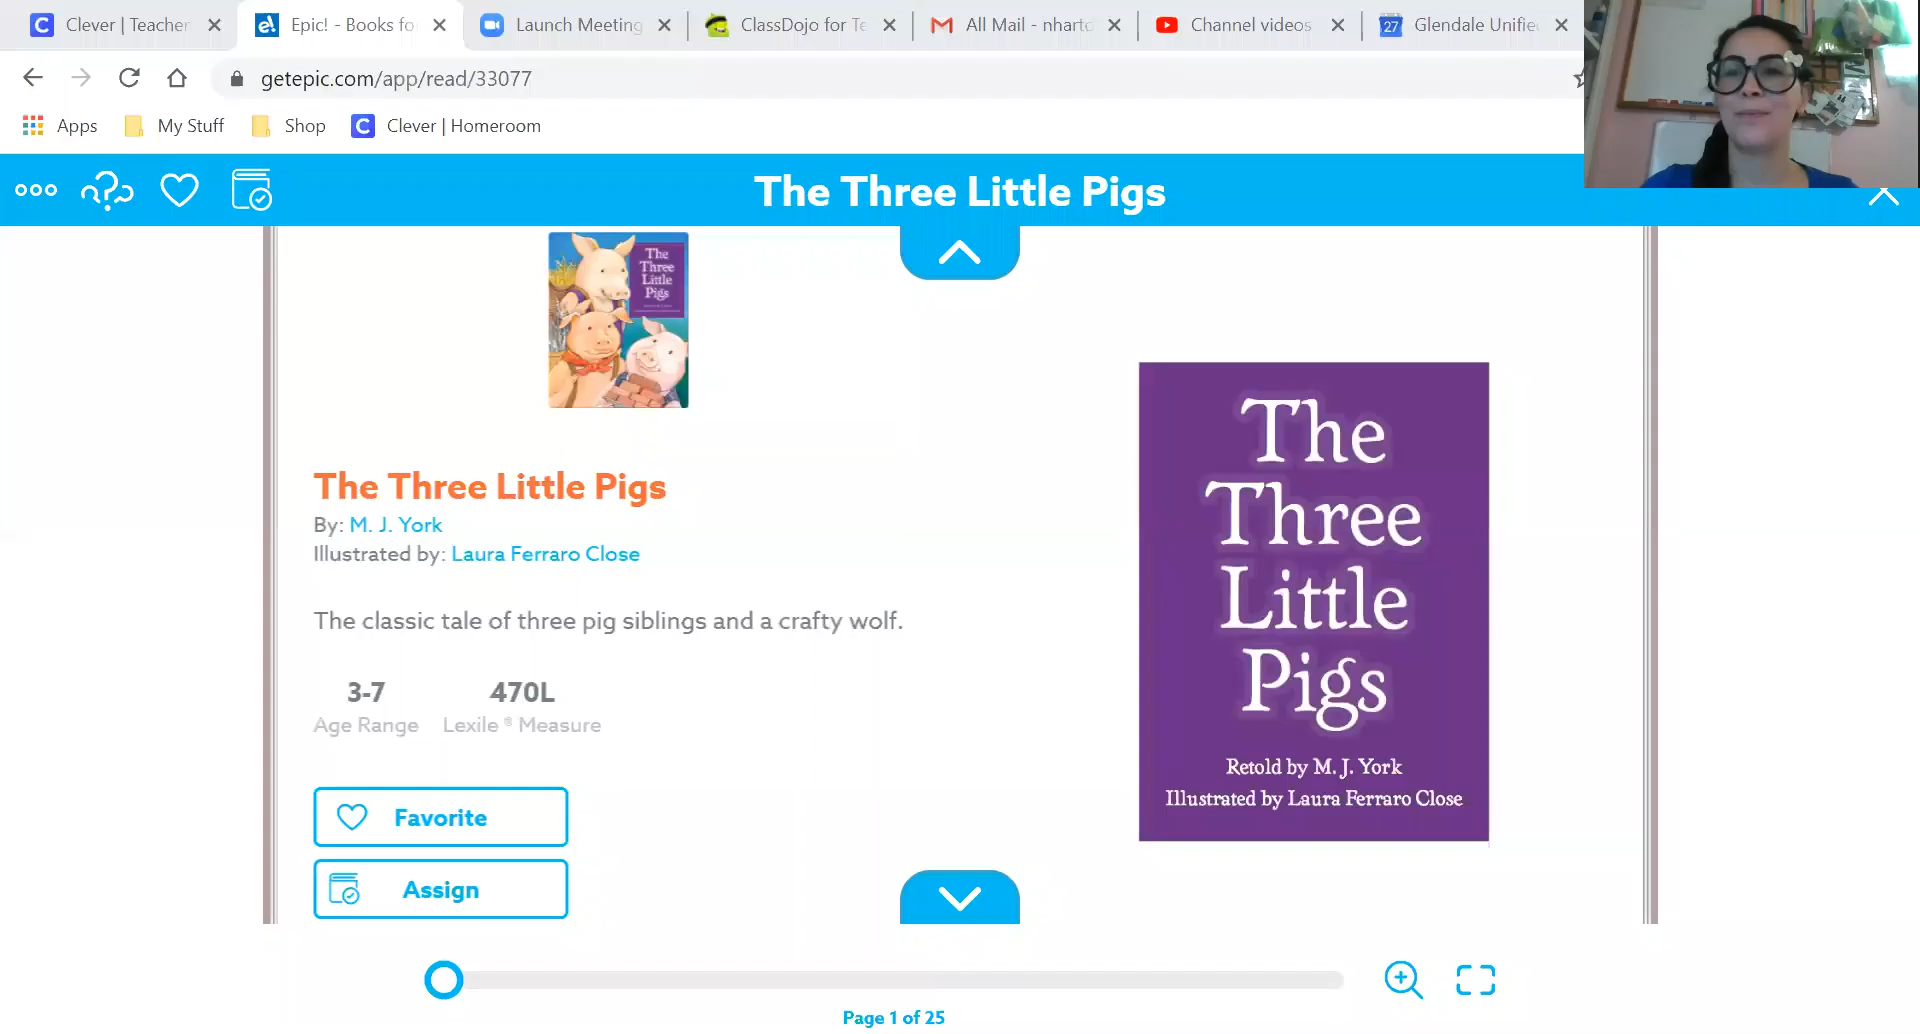 Clever | Teacher
Epic! - Books fo
Launch Meeting
ClassDojo for Te
All Mail - nharto
Channel videos
27
Glendale Unified
getepic.com/app/read/33077
Apps
My Stuff
Shop
Clever | Homeroom
The Three Little Pigs
The
Three
Little
Pigs
The Three Little Pigs
By: M. J. York
Illustrated by: Laura Ferraro Close
The classic tale of three pig siblings and a crafty wolf.
3-7
Age Range
470L
Lexile ® Measure
Favorite
Assign
The
Three
Little
Pigs
Retold by M. J. York
Illustrated by Laura Ferraro Close
Page 1 of 25